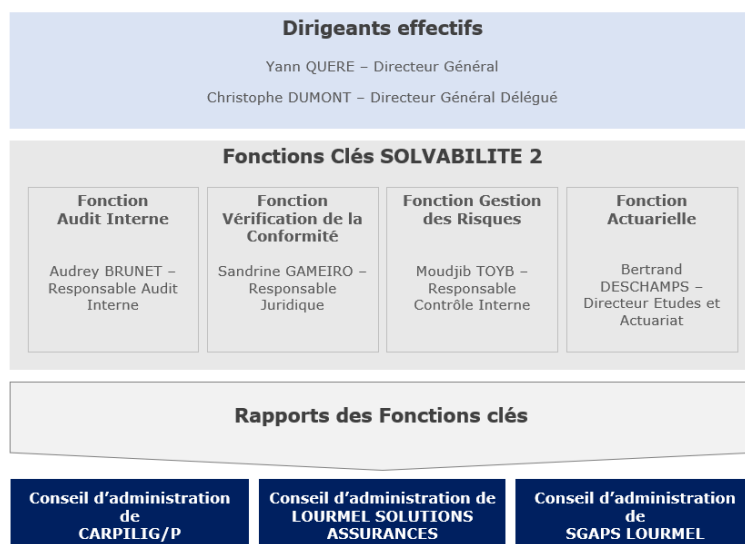 Dirigeants effectifs
Yann QUERE – Directeur Général
Christophe DUMONT – Directeur Général Délégué
Fonctions Clés SOLVABILITE 2
Fonction
Audit Interne
Audrey BRUNET –
Responsable Audit
Interne
Fonction
Vérification de la
Conformité
Sandrine GAMEIRO –
Responsable
Juridique
Fonction Gestion
des Risques
Moudjib TOYB –
Responsable
Contrôle Interne
Fonction
Actuarielle
Bertrand
DESCHAMPS –
Directeur Etudes et
Actuariat
Rapports des Fonctions clés
Conseil d’administration
de
CARPILIG/P
Conseil d’administration de
LOURMEL SOLUTIONS
ASSURANCES
Conseil d’administration
de
SGAPS LOURMEL